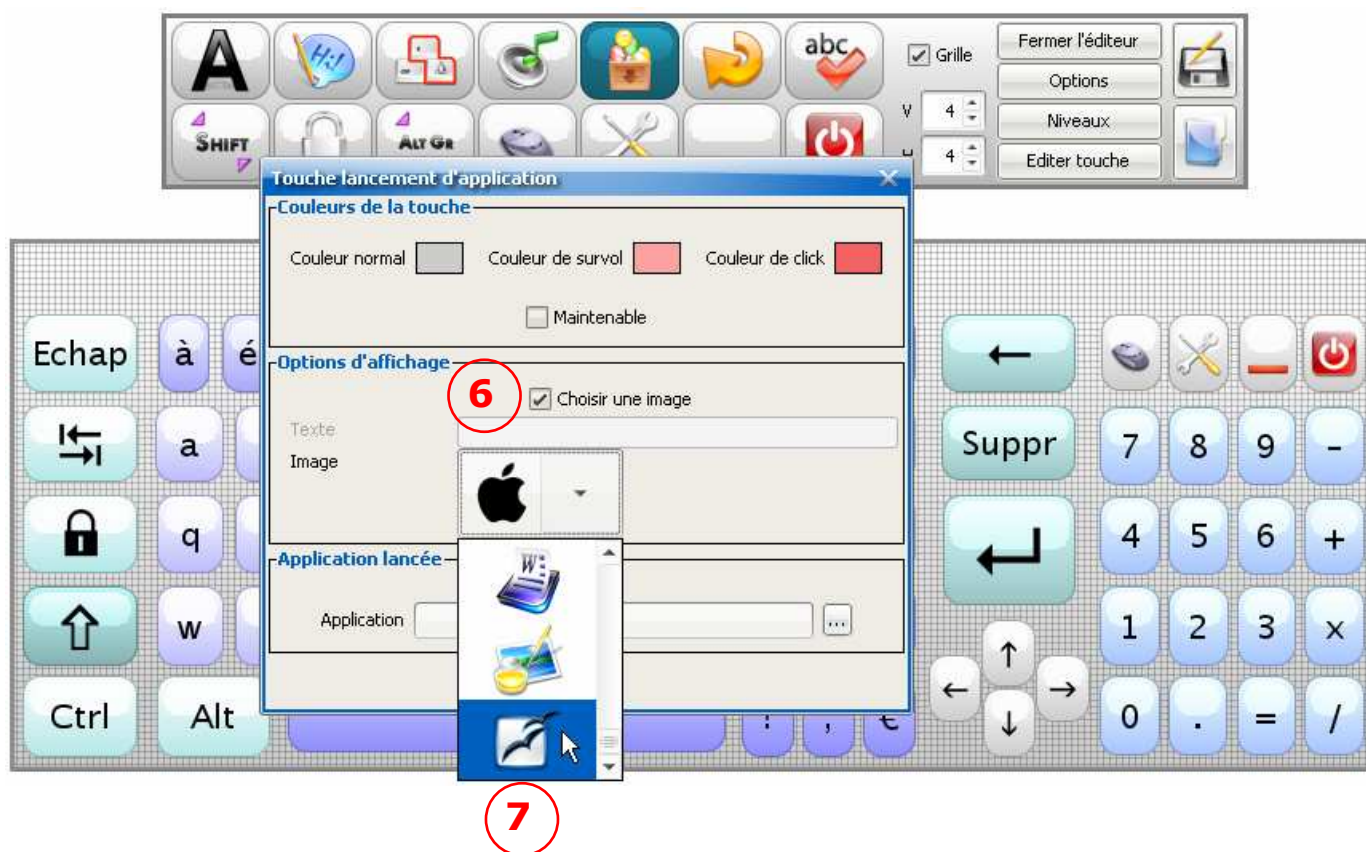 A Hi! abc Grille Fermer l'éditeur
Options
SHIFT ALT GR V 4 Niveaux
4 Editer touche
Touche lancement d'application
Couleurs de la touche
Couleur normal Couleur de survol Couleur de click
Maintenable
Echap à é
Options d'affichage
6 Choisir une image
Texte
Image
a Suppr 7 8 9 -
q 4 5 6 +
Application lancée
W
Application ...
w 1 2 3 x
Ctrl Alt ! , € 0 . = /
7